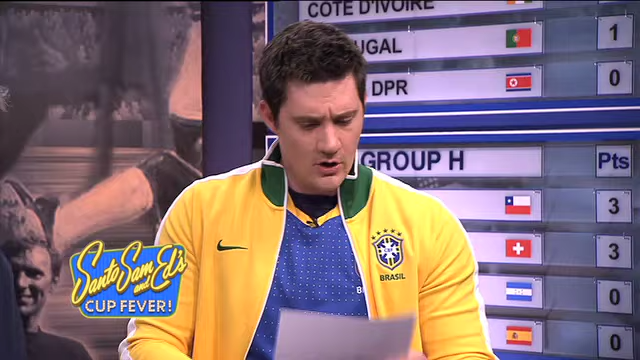 COTE D'IVOIRE
UGAL 1
DPR 0
GROUP H Pts
3
3
0
0
BRASIL
B
Santo Sam
and Ed's
CUP FEVER!